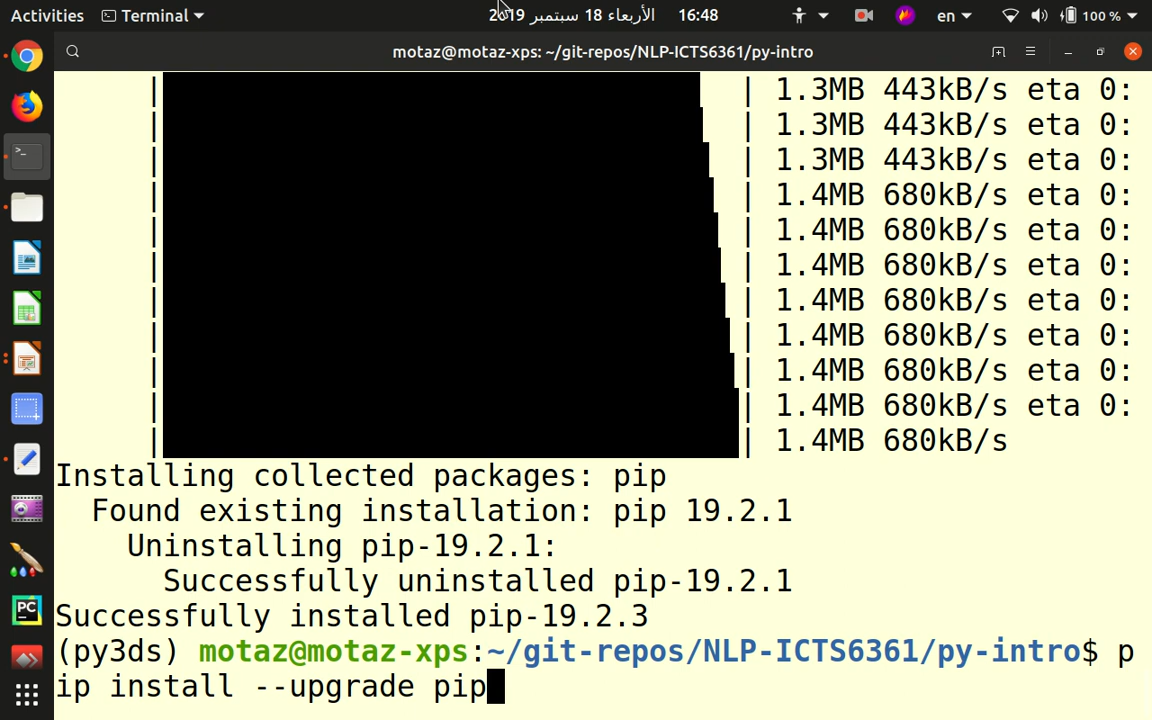 Activities Terminal الأربعاء 18 سبتمبر 2019 16:48 en 100 %
motaz@motaz-xps: ~/git-repos/NLP-ICTS6361/py-intro
| | 1.3MB 443kB/s eta 0:
| | 1.3MB 443kB/s eta 0:
| | 1.3MB 443kB/s eta 0:
| | 1.4MB 680kB/s eta 0:
| | 1.4MB 680kB/s eta 0:
| | 1.4MB 680kB/s eta 0:
| | 1.4MB 680kB/s eta 0:
| | 1.4MB 680kB/s eta 0:
| | 1.4MB 680kB/s eta 0:
| | 1.4MB 680kB/s eta 0:
| | 1.4MB 680kB/s
Installing collected packages: pip
Found existing installation: pip 19.2.1
Uninstalling pip-19.2.1:
Successfully uninstalled pip-19.2.1
Successfully installed pip-19.2.3
(py3ds) motaz@motaz-xps:~/git-repos/NLP-ICTS6361/py-intro$ p
ip install --upgrade pip
PC